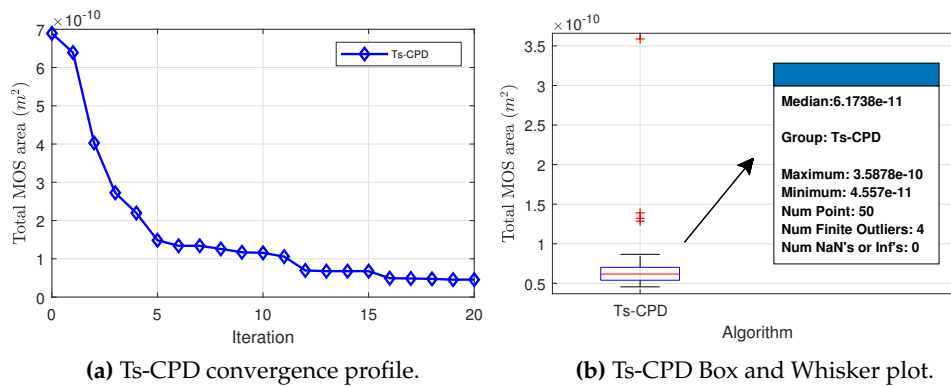 ×10⁻¹⁰
7
6
5
4
3
2
1
0
Total MOS area (m²)
Ts-CPD
0 5 10 15 20
Iteration
(a) Ts-CPD convergence profile.
×10⁻¹⁰
3.5
3
2.5
2
1.5
1
0.5
Total MOS area (m²)
Median:6.1738e-11
Group: Ts-CPD
Maximum: 3.5878e-10
Minimum: 4.557e-11
Num Point: 50
Num Finite Outliers: 4
Num NaN's or Inf's: 0
Ts-CPD
Algorithm
(b) Ts-CPD Box and Whisker plot.